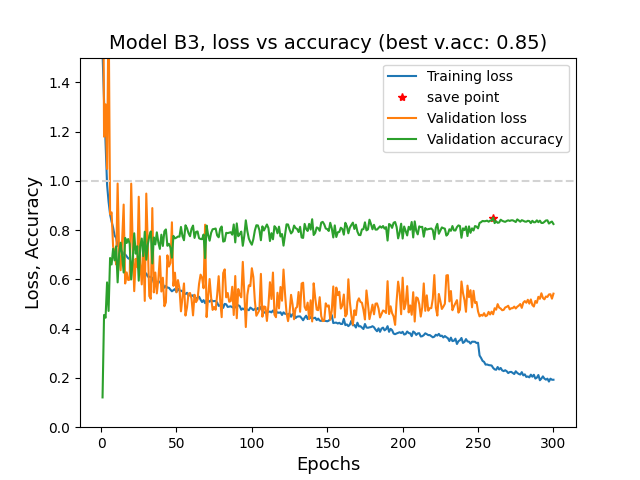 Model B3, loss vs accuracy (best v.acc: 0.85)
Training loss
save point
Validation loss
Validation accuracy
Loss, Accuracy
1.4
1.2
1.0
0.8
0.6
0.4
0.2
0.0
0 50 100 150 200 250 300
Epochs